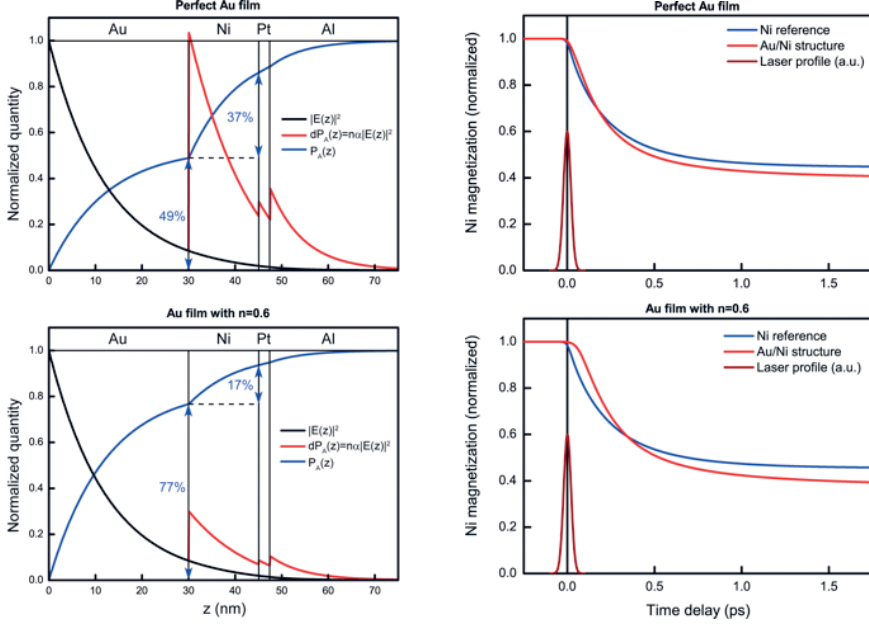 Perfect Au film
Au Ni Pt Al
1.0
0.8
0.6
0.4
0.2
0.0
Normalized quantity
37%
49%
|E(z)|²
dP_A(z)=nα|E(z)|²
P_A(z)
0 10 20 30 40 50 60 70
Perfect Au film
1.0
0.8
0.6
0.4
0.2
0.0
Ni magnetization (normalized)
Ni reference
Au/Ni structure
Laser profile (a.u.)
0.0 0.5 1.0 1.5
Au film with n=0.6
Au Ni Pt Al
1.0
0.8
0.6
0.4
0.2
0.0
Normalized quantity
17%
77%
|E(z)|²
dP_A(z)=nα|E(z)|²
P_A(z)
0 10 20 30 40 50 60 70
z (nm)
Au film with n=0.6
1.0
0.8
0.6
0.4
0.2
0.0
Ni magnetization (normalized)
Ni reference
Au/Ni structure
Laser profile (a.u.)
0.0 0.5 1.0 1.5
Time delay (ps)